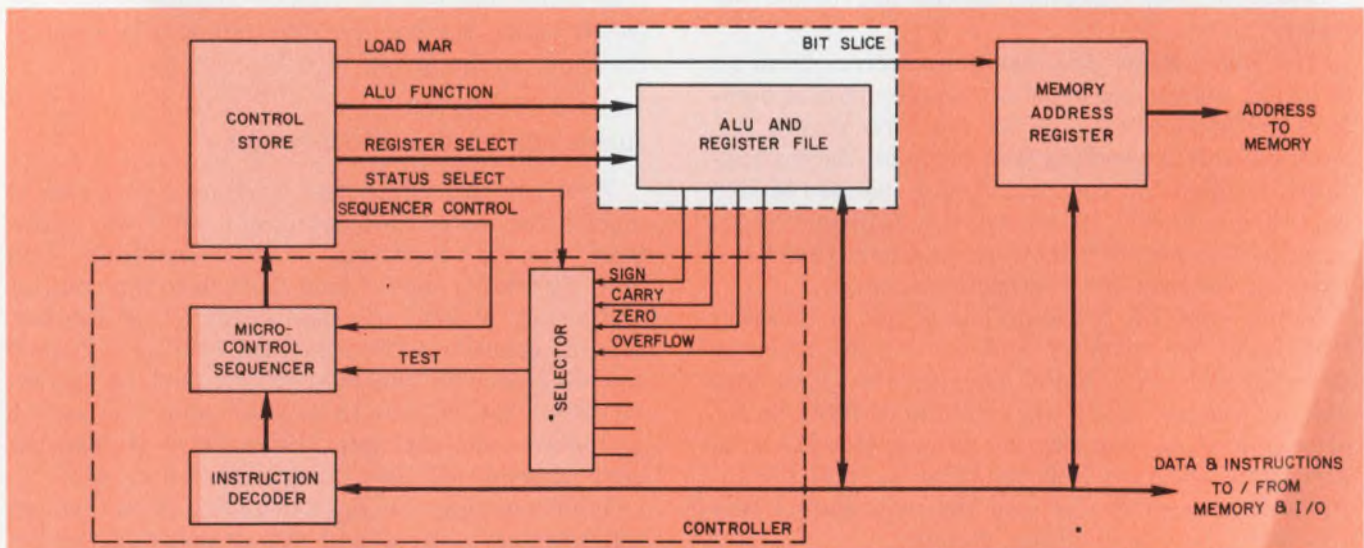 LOAD MAR
BIT SLICE
ALU FUNCTION
CONTROL
STORE
ALU AND
REGISTER FILE
MEMORY
ADDRESS
REGISTER
ADDRESS
TO
MEMORY
REGISTER SELECT
STATUS SELECT
SEQUENCER CONTROL
SIGN
CARRY
ZERO
OVERFLOW
MICRO-
CONTROL
SEQUENCER
TEST
SELECTOR
INSTRUCTION
DECODER
DATA & INSTRUCTIONS
TO / FROM
MEMORY & I/O
CONTROLLER